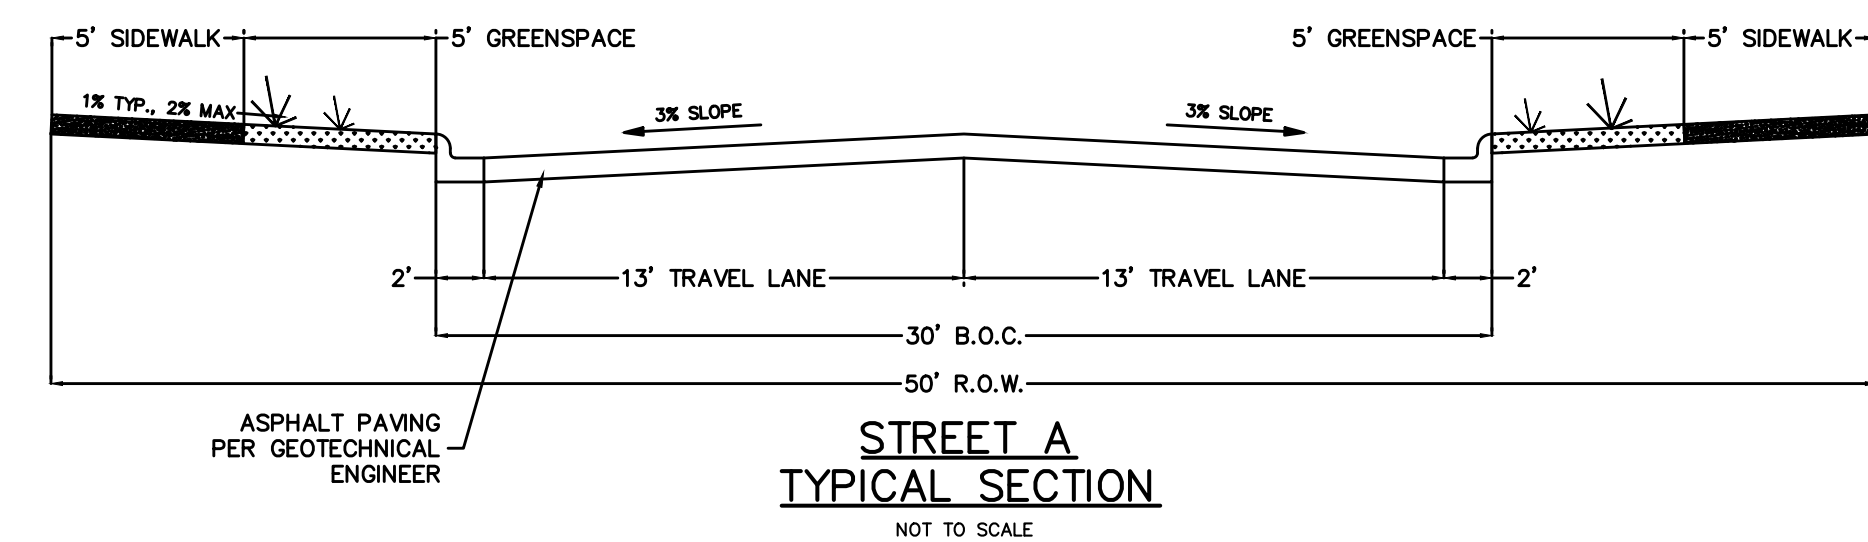 5' SIDEWALK
5' GREENSPACE
5' GREENSPACE
5' SIDEWALK
1% TYP., 2% MAX
3% SLOPE
3% SLOPE
2'
13' TRAVEL LANE
13' TRAVEL LANE
2'
30' B.O.C.
50' R.O.W.
ASPHALT PAVING
PER GEOTECHNICAL
ENGINEER
STREET A
TYPICAL SECTION
NOT TO SCALE